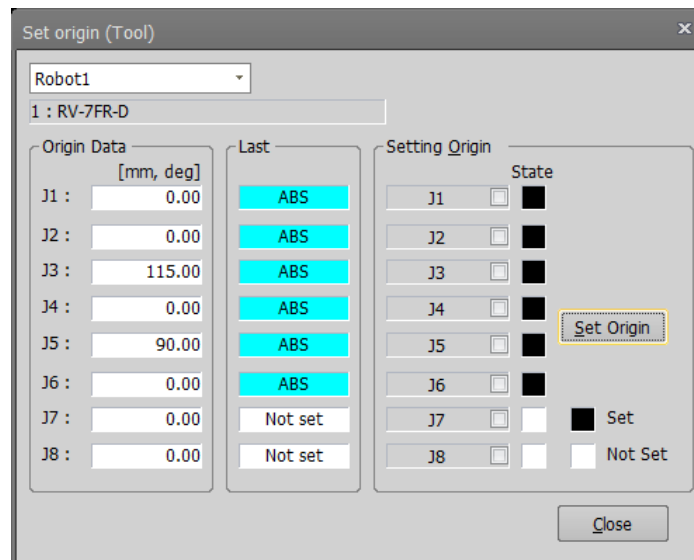 Set origin (Tool)
Robot1
1 : RV-7FR-D
Origin Data Last Setting Origin
[mm, deg] State
J1 : 0.00 ABS J1
J2 : 0.00 ABS J2
J3 : 115.00 ABS J3
J4 : 0.00 ABS J4
Set Origin
J5 : 90.00 ABS J5
J6 : 0.00 ABS J6
J7 : 0.00 Not set J7 Set
J8 : 0.00 Not set J8 Not Set
Close